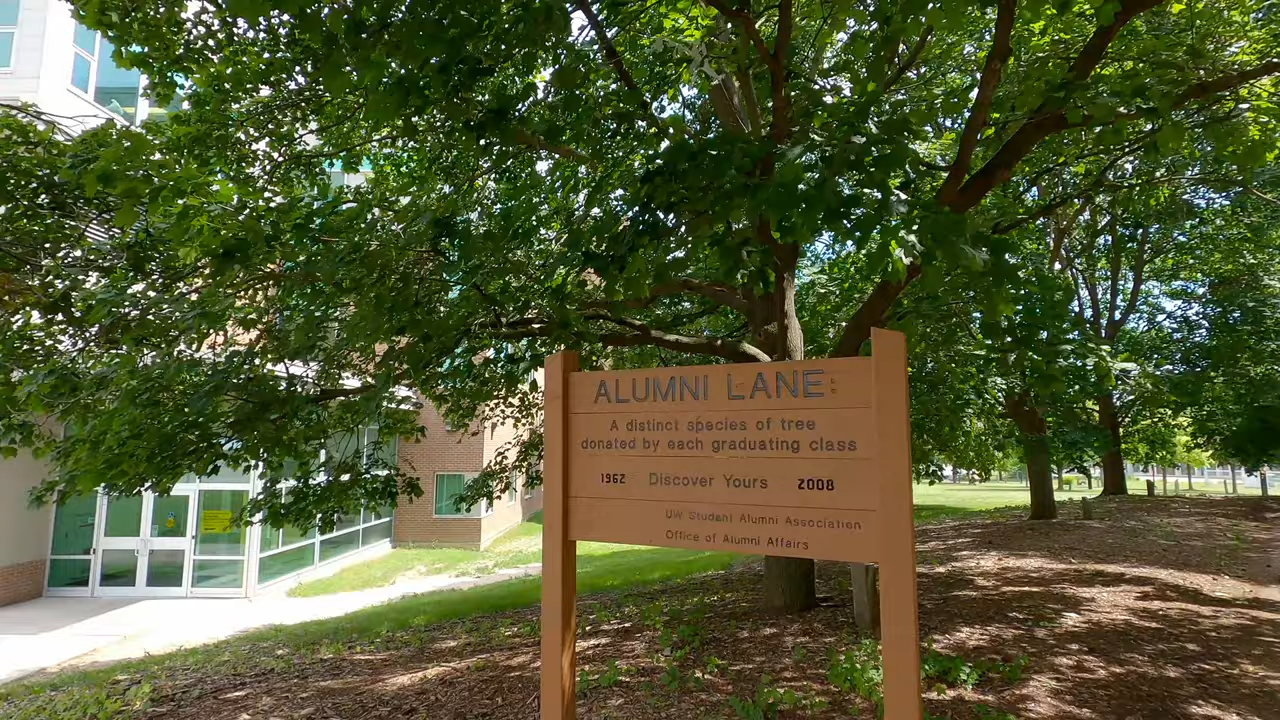 ALUMNI LANE:
A distinct species of tree
donated by each graduating class
1962 Discover Yours 2008
UW Student Alumni Association
Office of Alumni Affairs